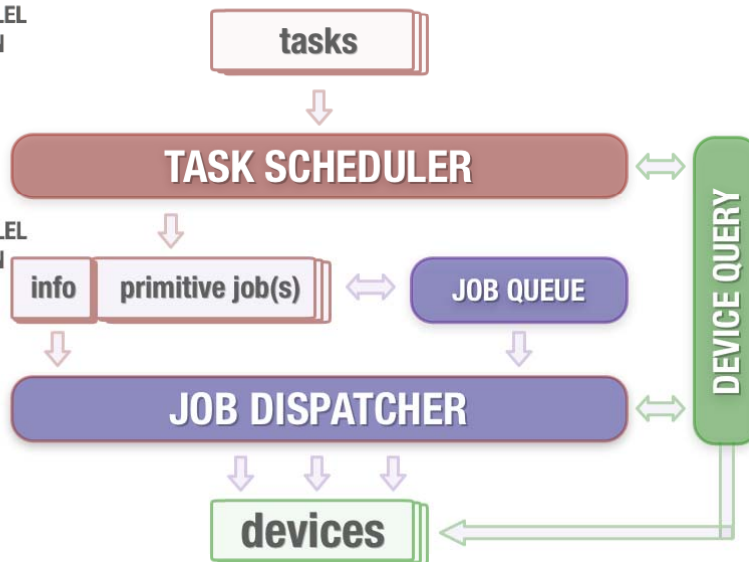 tasks
TASK SCHEDULER
info
primitive job(s)
JOB QUEUE
DEVICE QUERY
JOB DISPATCHER
devices